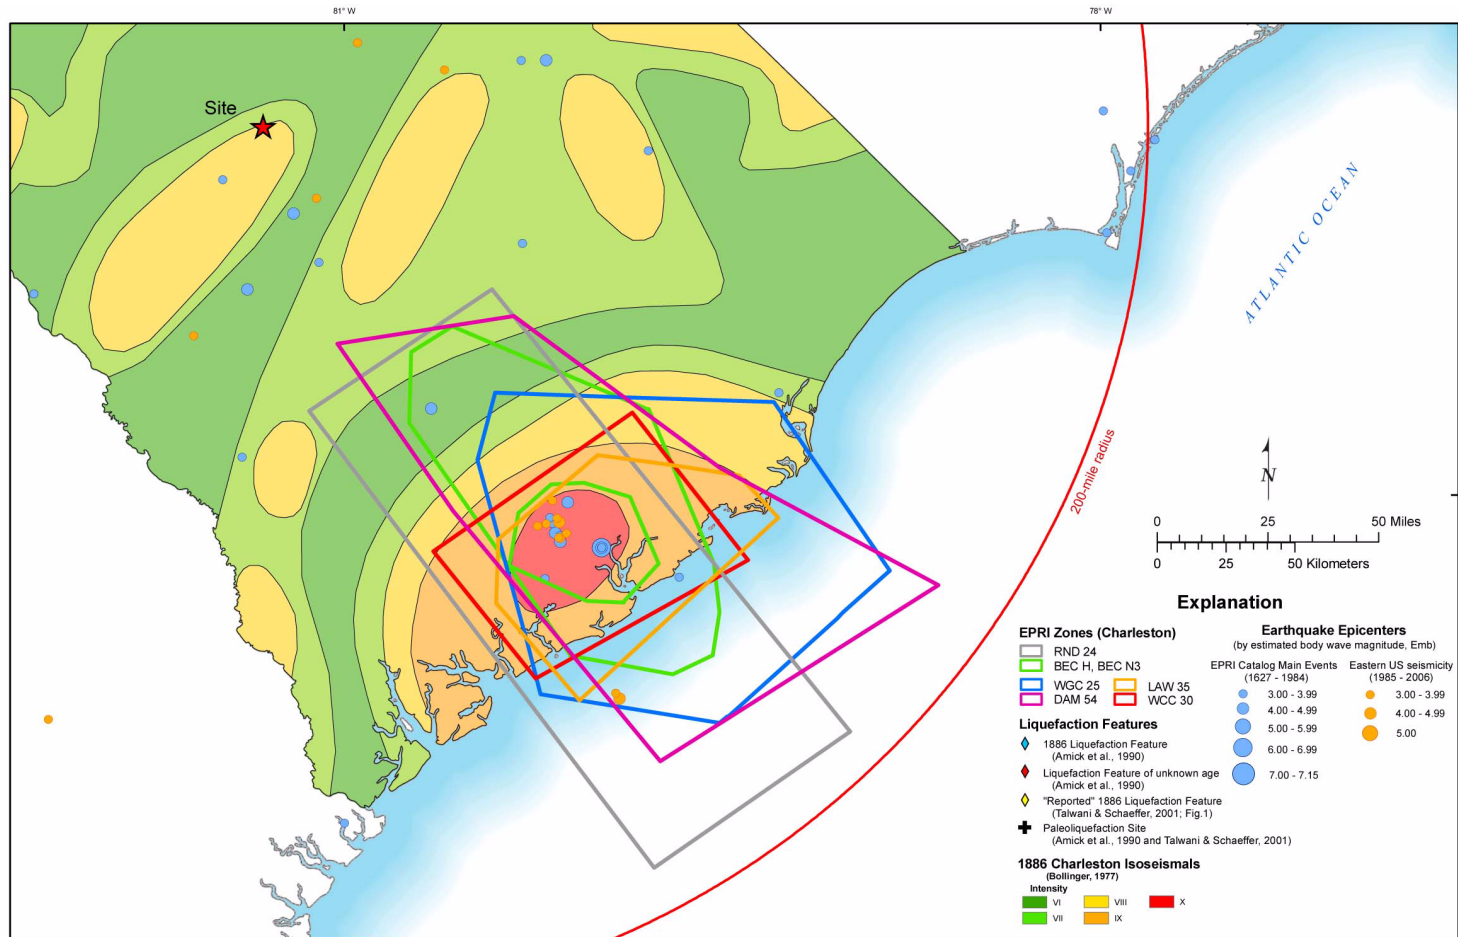 81° W
78° W
Site
ATLANTIC OCEAN
200-mile radius
N
0 25 50 Miles
0 25 50 Kilometers
Explanation
EPRI Zones (Charleston)
RND 24
BEC H, BEC N3
WGC 25 LAW 35
DAM 54 WCC 30
Liquefaction Features
1886 Liquefaction Feature
(Amick et al., 1990)
Liquefaction Feature of unknown age
(Amick et al., 1990)
"Reported" 1886 Liquefaction Feature
(Talwani & Schaeffer, 2001; Fig.1)
Paleoliquefaction Site
(Amick et al., 1990 and Talwani & Schaeffer, 2001)
1886 Charleston Isoseismals
(Bollinger, 1977)
Intensity
VI VIII X
VII IX
Earthquake Epicenters
(by estimated body wave magnitude, Emb)
EPRI Catalog Main Events
(1627 - 1984)
3.00 - 3.99
4.00 - 4.99
5.00 - 5.99
6.00 - 6.99
7.00 - 7.15
Eastern US seismicity
(1985 - 2006)
3.00 - 3.99
4.00 - 4.99
5.00